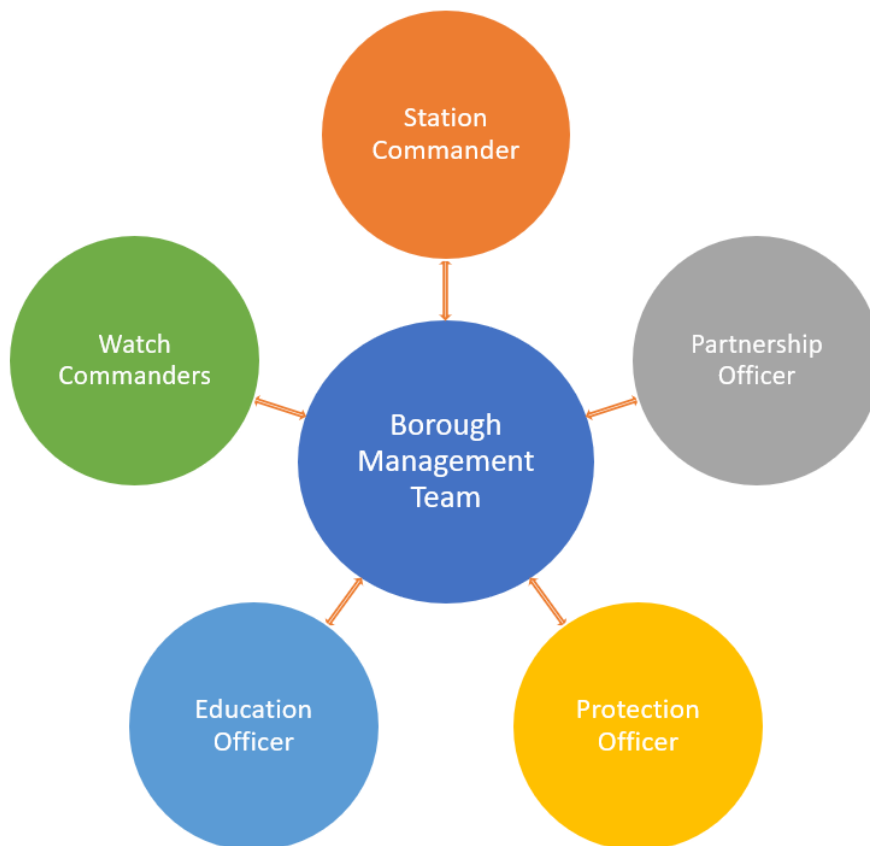 Station
Commander
Watch
Commanders
Partnership
Officer
Borough
Management
Team
Education
Officer
Protection
Officer